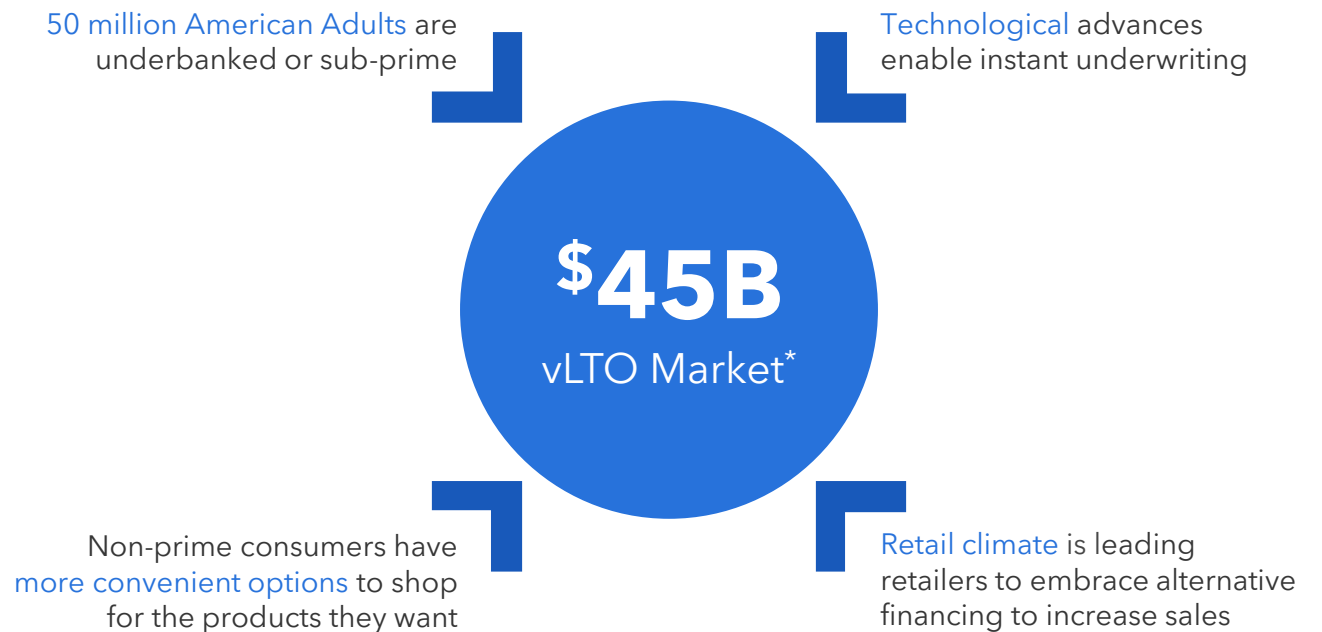 50 million American Adults are
underbanked or sub-prime
Technological advances
enable instant underwriting
$45B
vLTO Market*
Non-prime consumers have
more convenient options to shop
for the products they want
Retail climate is leading
retailers to embrace alternative
financing to increase sales